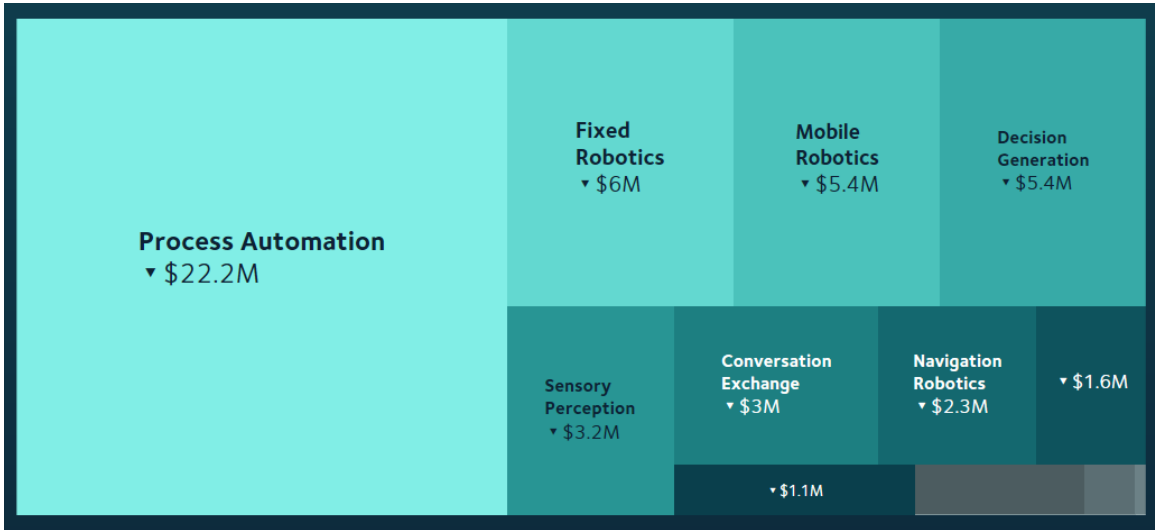 Process Automation
▼ $22.2M
Fixed
Robotics
▼ $6M
Mobile
Robotics
▼ $5.4M
Decision
Generation
▼ $5.4M
Sensory
Perception
▼ $3.2M
Conversation
Exchange
▼ $3M
Navigation
Robotics
▼ $2.3M
▼ $1.6M
▼ $1.1M